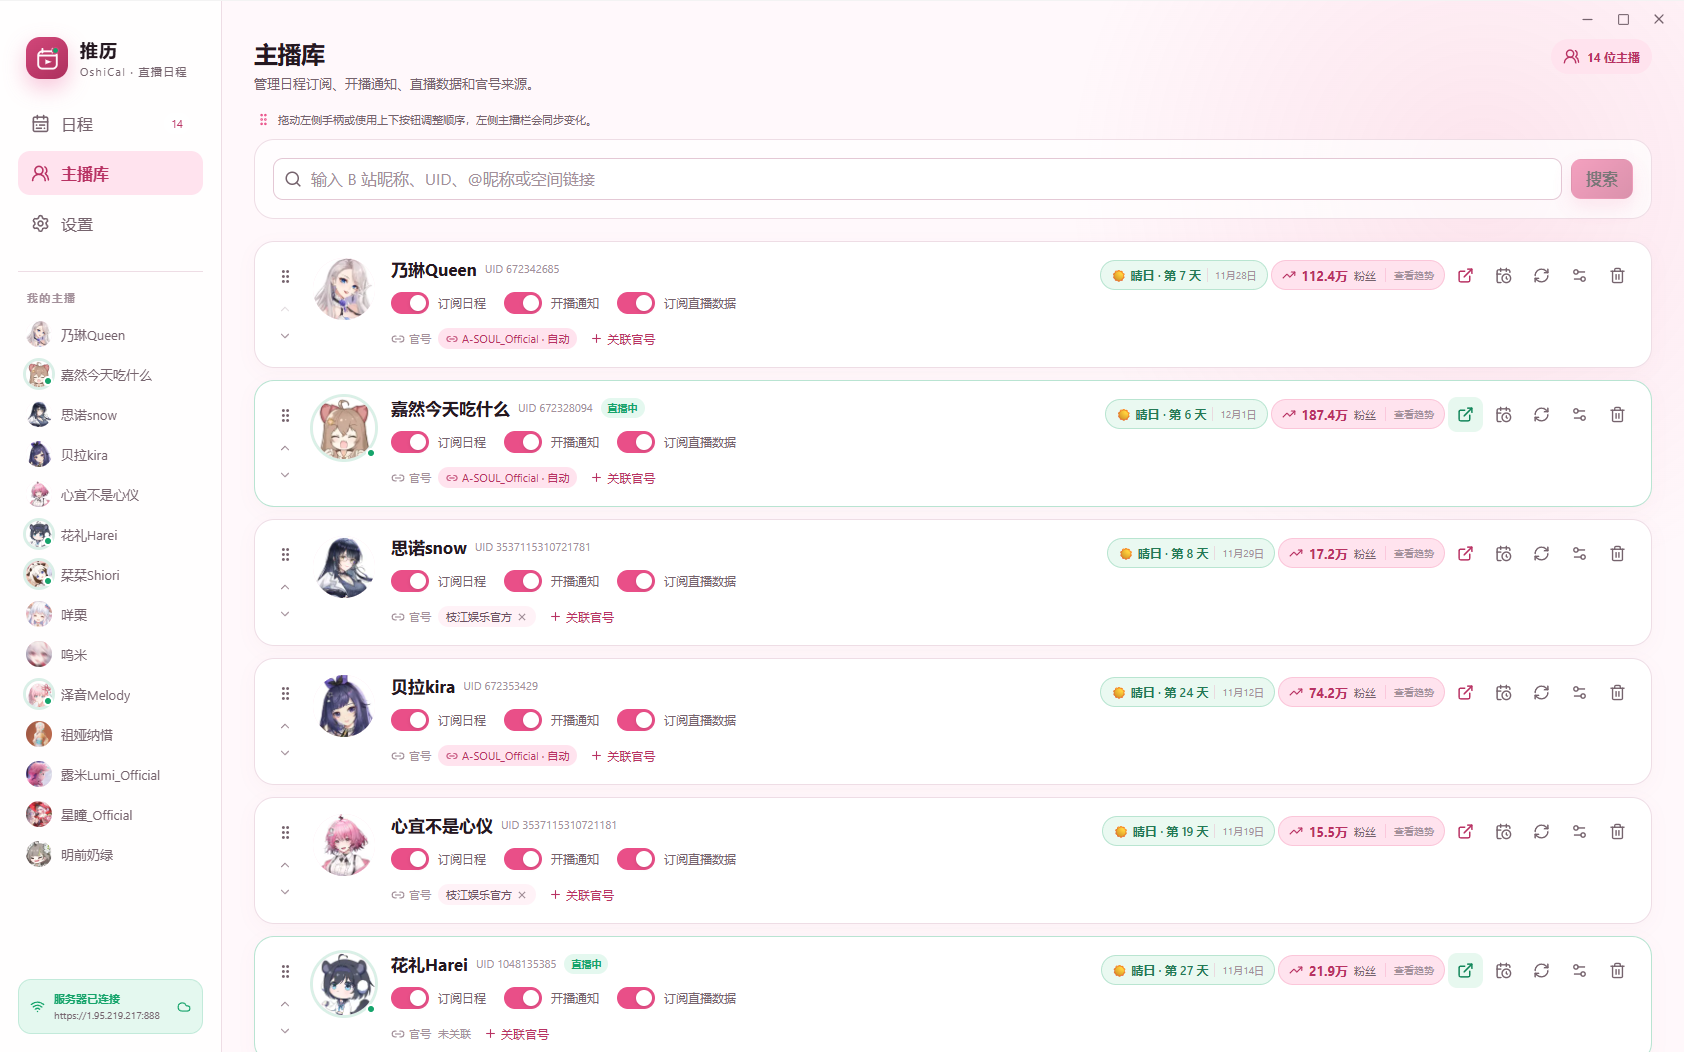 推历
OshiCal · 直播日程
日程 14
主播库
设置
我的主播
乃琳Queen
嘉然今天吃什么
思诺snow
贝拉kira
心宜不是心仪
花礼Harei
栞栞Shiori
咩栗
呜米
泽音Melody
祖娅纳惜
露米Lumi_Official
星瞳_Official
明前奶绿
服务器已连接
https://1.95.219.217:888
主播库
14 位主播
管理日程订阅、开播通知、直播数据和官号来源。
拖动左侧手柄或使用上下按钮调整顺序，左侧主播栏会同步变化。
输入 B 站昵称、UID、@昵称或空间链接 搜索
乃琳Queen UID 672342685 晴日 · 第 7 天 11月28日 112.4万 粉丝 查看趋势
订阅日程 开播通知 订阅直播数据
官号 A-SOUL_Official · 自动 + 关联官号
嘉然今天吃什么 UID 672328094 直播中 晴日 · 第 6 天 12月1日 187.4万 粉丝 查看趋势
订阅日程 开播通知 订阅直播数据
官号 A-SOUL_Official · 自动 + 关联官号
思诺snow UID 3537115310721781 晴日 · 第 8 天 11月29日 17.2万 粉丝 查看趋势
订阅日程 开播通知 订阅直播数据
官号 枝江娱乐官方 × + 关联官号
贝拉kira UID 672353429 晴日 · 第 24 天 11月12日 74.2万 粉丝 查看趋势
订阅日程 开播通知 订阅直播数据
官号 A-SOUL_Official · 自动 + 关联官号
心宜不是心仪 UID 3537115310721181 晴日 · 第 19 天 11月19日 15.5万 粉丝 查看趋势
订阅日程 开播通知 订阅直播数据
官号 枝江娱乐官方 × + 关联官号
花礼Harei UID 1048135385 直播中 晴日 · 第 27 天 11月14日 21.9万 粉丝 查看趋势
订阅日程 开播通知 订阅直播数据
官号 未关联 + 关联官号